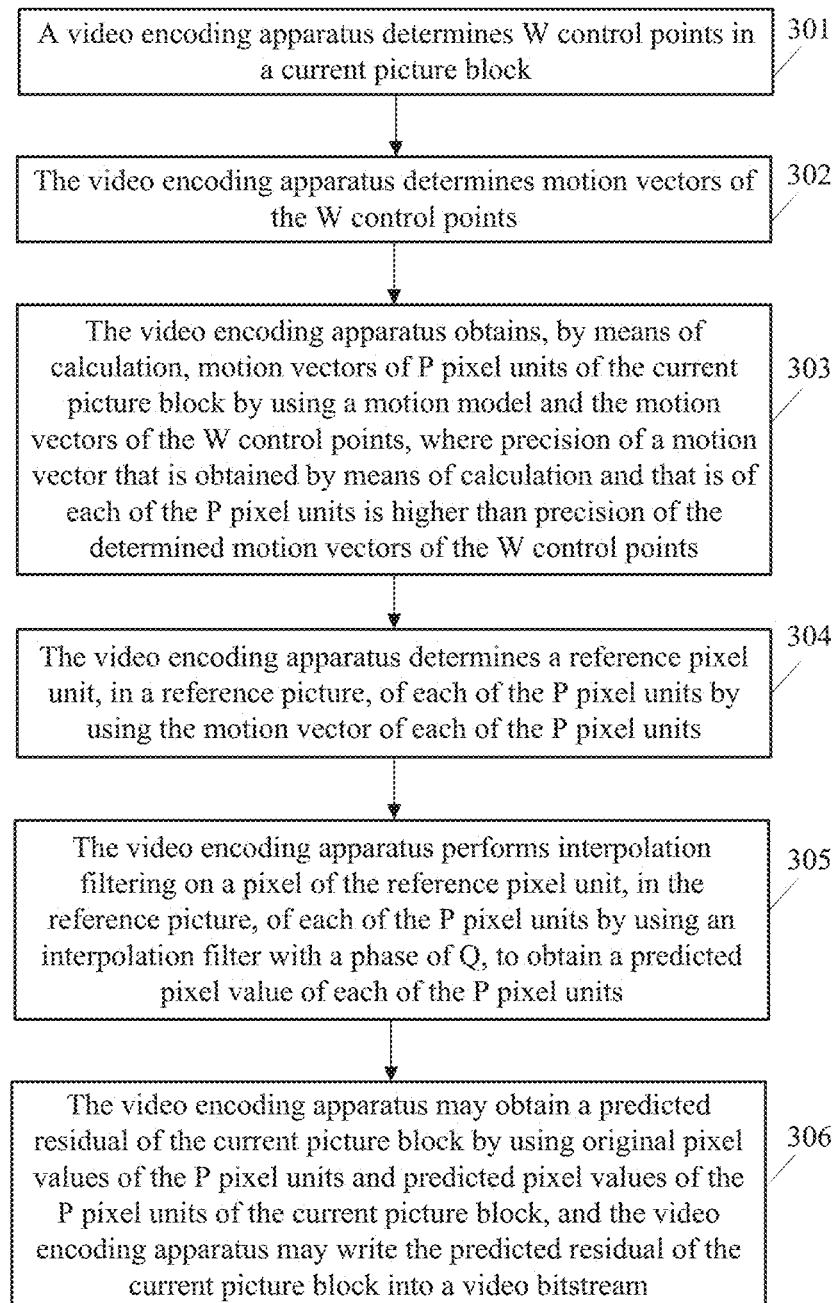 A video encoding apparatus determines W control points in
a current picture block
301
The video encoding apparatus determines motion vectors of
the W control points
302
The video encoding apparatus obtains, by means of
calculation, motion vectors of P pixel units of the current
picture block by using a motion model and the motion
vectors of the W control points, where precision of a motion
vector that is obtained by means of calculation and that is of
each of the P pixel units is higher than precision of the
determined motion vectors of the W control points
303
The video encoding apparatus determines a reference pixel
unit, in a reference picture, of each of the P pixel units by
using the motion vector of each of the P pixel units
304
The video encoding apparatus performs interpolation
filtering on a pixel of the reference pixel unit, in the
reference picture, of each of the P pixel units by using an
interpolation filter with a phase of Q, to obtain a predicted
pixel value of each of the P pixel units
305
The video encoding apparatus may obtain a predicted
residual of the current picture block by using original pixel
values of the P pixel units and predicted pixel values of the
P pixel units of the current picture block, and the video
encoding apparatus may write the predicted residual of the
current picture block into a video bitstream
306